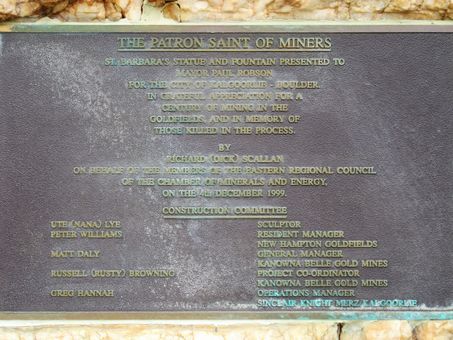 THE PATRON SAINT OF MINERS
ST. BARBARA'S STATUE AND FOUNTAIN PRESENTED TO
MAYOR PAUL ROBSON
FOR THE CITY OF KALGOORLIE - BOULDER.
IN GRATEFUL APPRECIATION FOR A
CENTURY OF MINING IN THE
GOLDFIELDS, AND IN MEMORY OF
THOSE KILLED IN THE PROCESS.
BY
RICHARD (DICK) SCALLAN
ON BEHALF OF THE MEMBERS OF THE EASTERN REGIONAL COUNCIL
OF THE CHAMBER OF MINERALS AND ENERGY,
ON THE 4th DECEMBER 1999.
CONSTRUCTION COMMITTEE
UTE (NANA) LYE SCULPTOR
PETER WILLIAMS RESIDENT MANAGER
NEW HAMPTON GOLDFIELDS
MATT DALY GENERAL MANAGER
KANOWNA BELLE GOLD MINES
RUSSELL (RUSTY) BROWNING PROJECT CO-ORDINATOR
KANOWNA BELLE GOLD MINES
GREG HANNAH OPERATIONS MANAGER
SINCLAIR KNIGHT MERZ KALGOORLIE